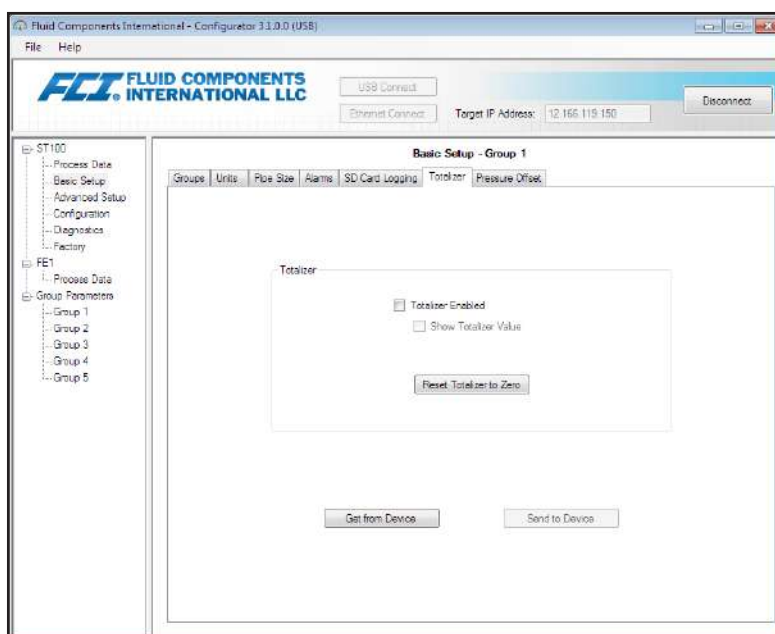 Fluid Components International - Configurator 3.1.0.0 (USB)
File Help
FCI. FLUID COMPONENTS
INTERNATIONAL LLC
USB Connect
Ethernet Connect Target IP Address: 12.166.119.150
Disconnect
ST100
Process Data
Basic Setup
Advanced Setup
Configuration
Diagnostics
Factory
FE1
Process Data
Group Parameters
Group 1
Group 2
Group 3
Group 4
Group 5
Basic Setup - Group 1
Groups Units Pipe Size Alarms SD Card Logging Totalizer Pressure Offset
Totalizer
Totalizer Enabled
Show Totalizer Value
Reset Totalizer to Zero
Get from Device Send to Device